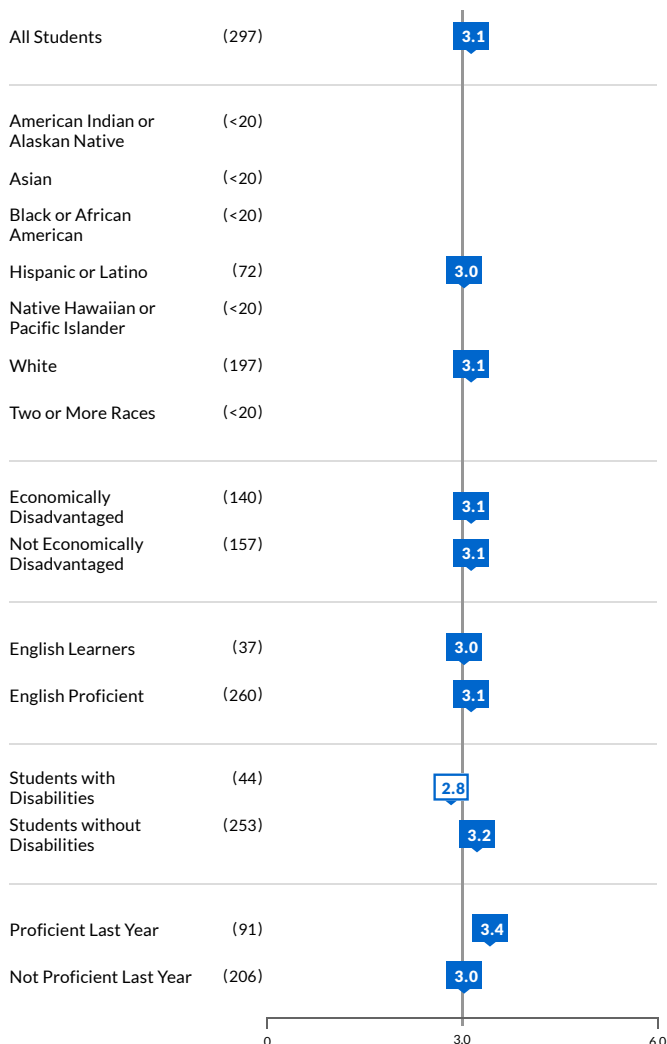 All Students (297) 3.1
American Indian or (<20)
Alaskan Native
Asian (<20)
Black or African (<20)
American
Hispanic or Latino (72) 3.0
Native Hawaiian or (<20)
Pacific Islander
White (197) 3.1
Two or More Races (<20)
Economically (140) 3.1
Disadvantaged
Not Economically (157) 3.1
Disadvantaged
English Learners (37) 3.0
English Proficient (260) 3.1
Students with (44) 2.8
Disabilities
Students without (253) 3.2
Disabilities
Proficient Last Year (91) 3.4
Not Proficient Last Year (206) 3.0
0 3.0 6.0